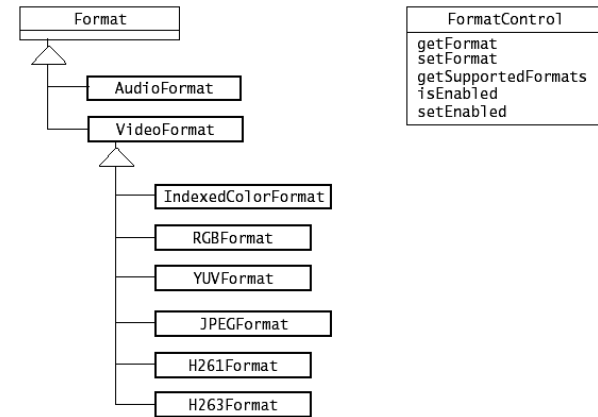 Format
AudioFormat
VideoFormat
IndexedColorFormat
RGBFormat
YUVFormat
JPEGFormat
H261Format
H263Format
FormatControl
getFormat
setFormat
getSupportedFormats
isEnabled
setEnabled